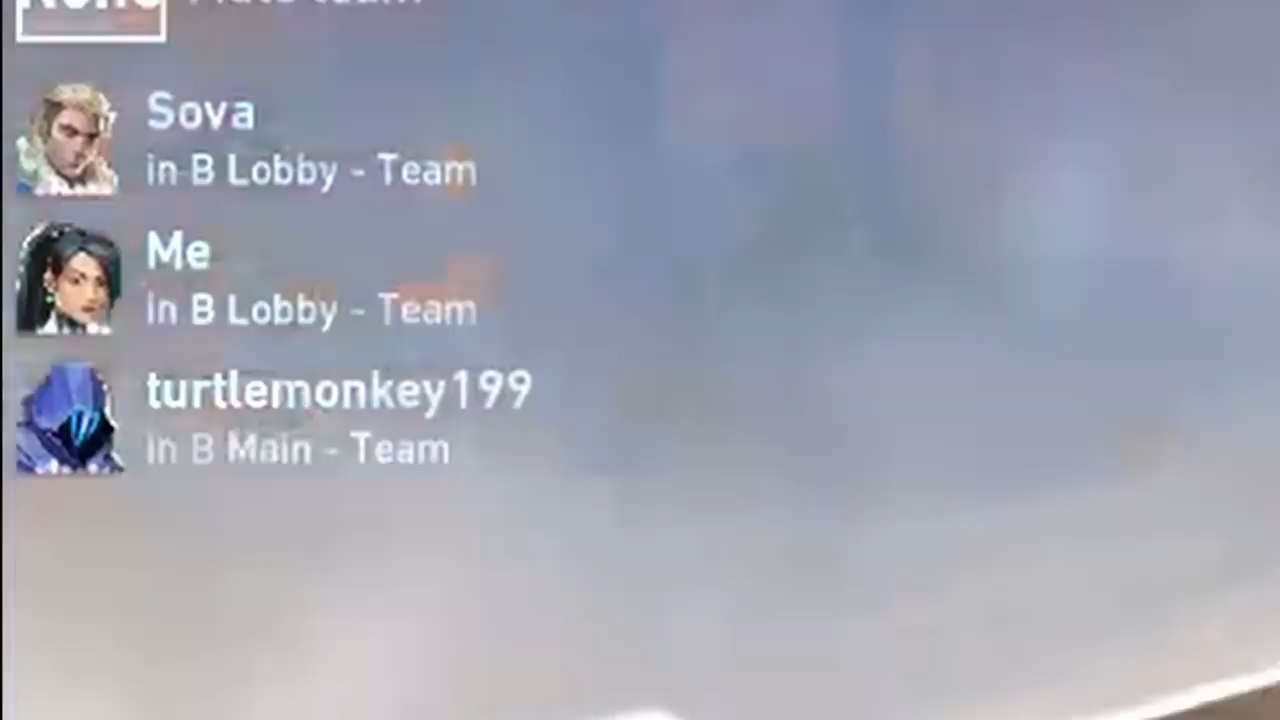 Sova
in B Lobby - Team
Me
in B Lobby - Team
turtlemonkey199
in B Main - Team